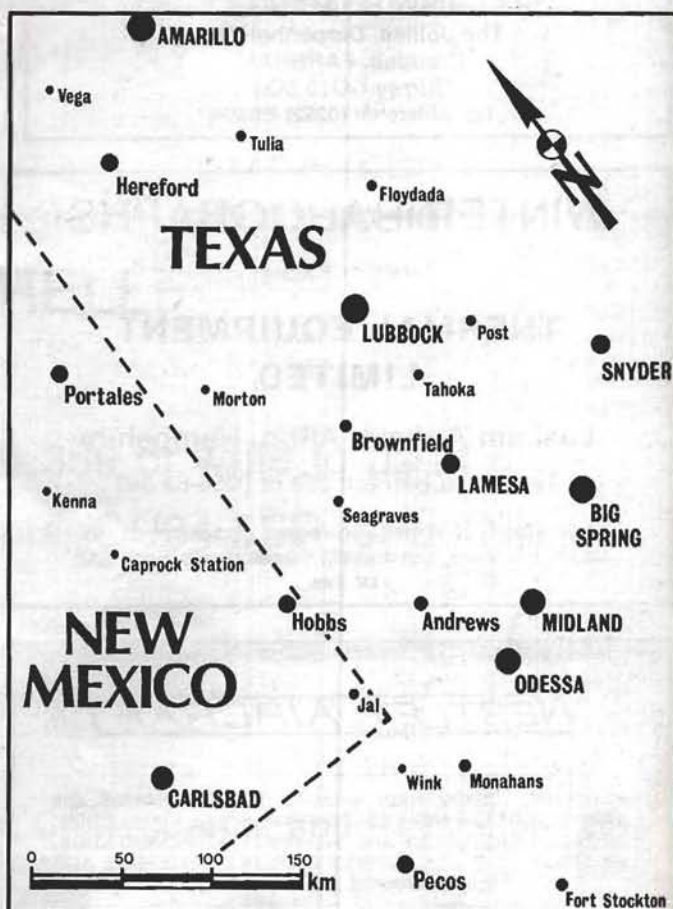 AMARILLO
Vega
Tulia
Hereford
Floydada
N
TEXAS
LUBBOCK
Post
SNYDER
Portales
Morton
Tahoka
Brownfield
LAMESA
Kenna
Seagraves
BIG
SPRING
Caprock Station
Hobbs
Andrews
MIDLAND
NEW
MEXICO
ODESSA
Jal
CARLSBAD
Wink
Monahans
0 50 100 150
km
Pecos
Fort Stockton